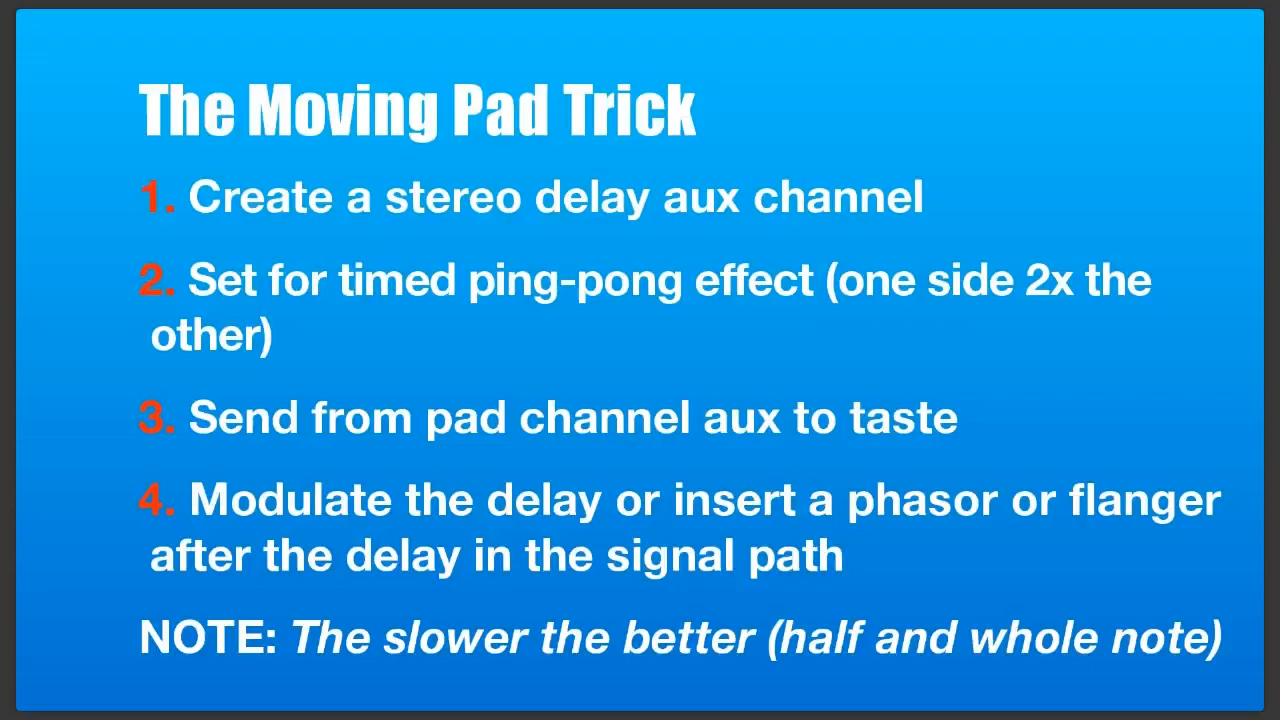 The Moving Pad Trick
1. Create a stereo delay aux channel
2. Set for timed ping-pong effect (one side 2x the
other)
3. Send from pad channel aux to taste
4. Modulate the delay or insert a phasor or flanger
after the delay in the signal path
NOTE: The slower the better (half and whole note)